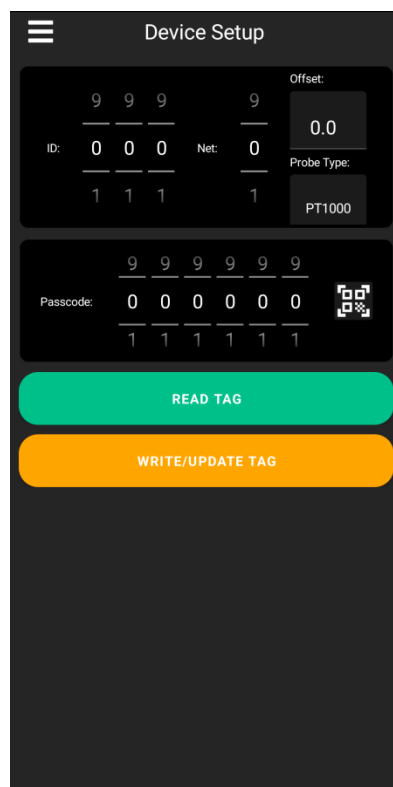 Device Setup
Offset:
9 9 9 9
0.0
ID: 0 0 0 Net: 0
Probe Type:
1 1 1 1
PT1000
9 9 9 9 9 9
Passcode: 0 0 0 0 0 0
1 1 1 1 1 1
READ TAG
WRITE/UPDATE TAG